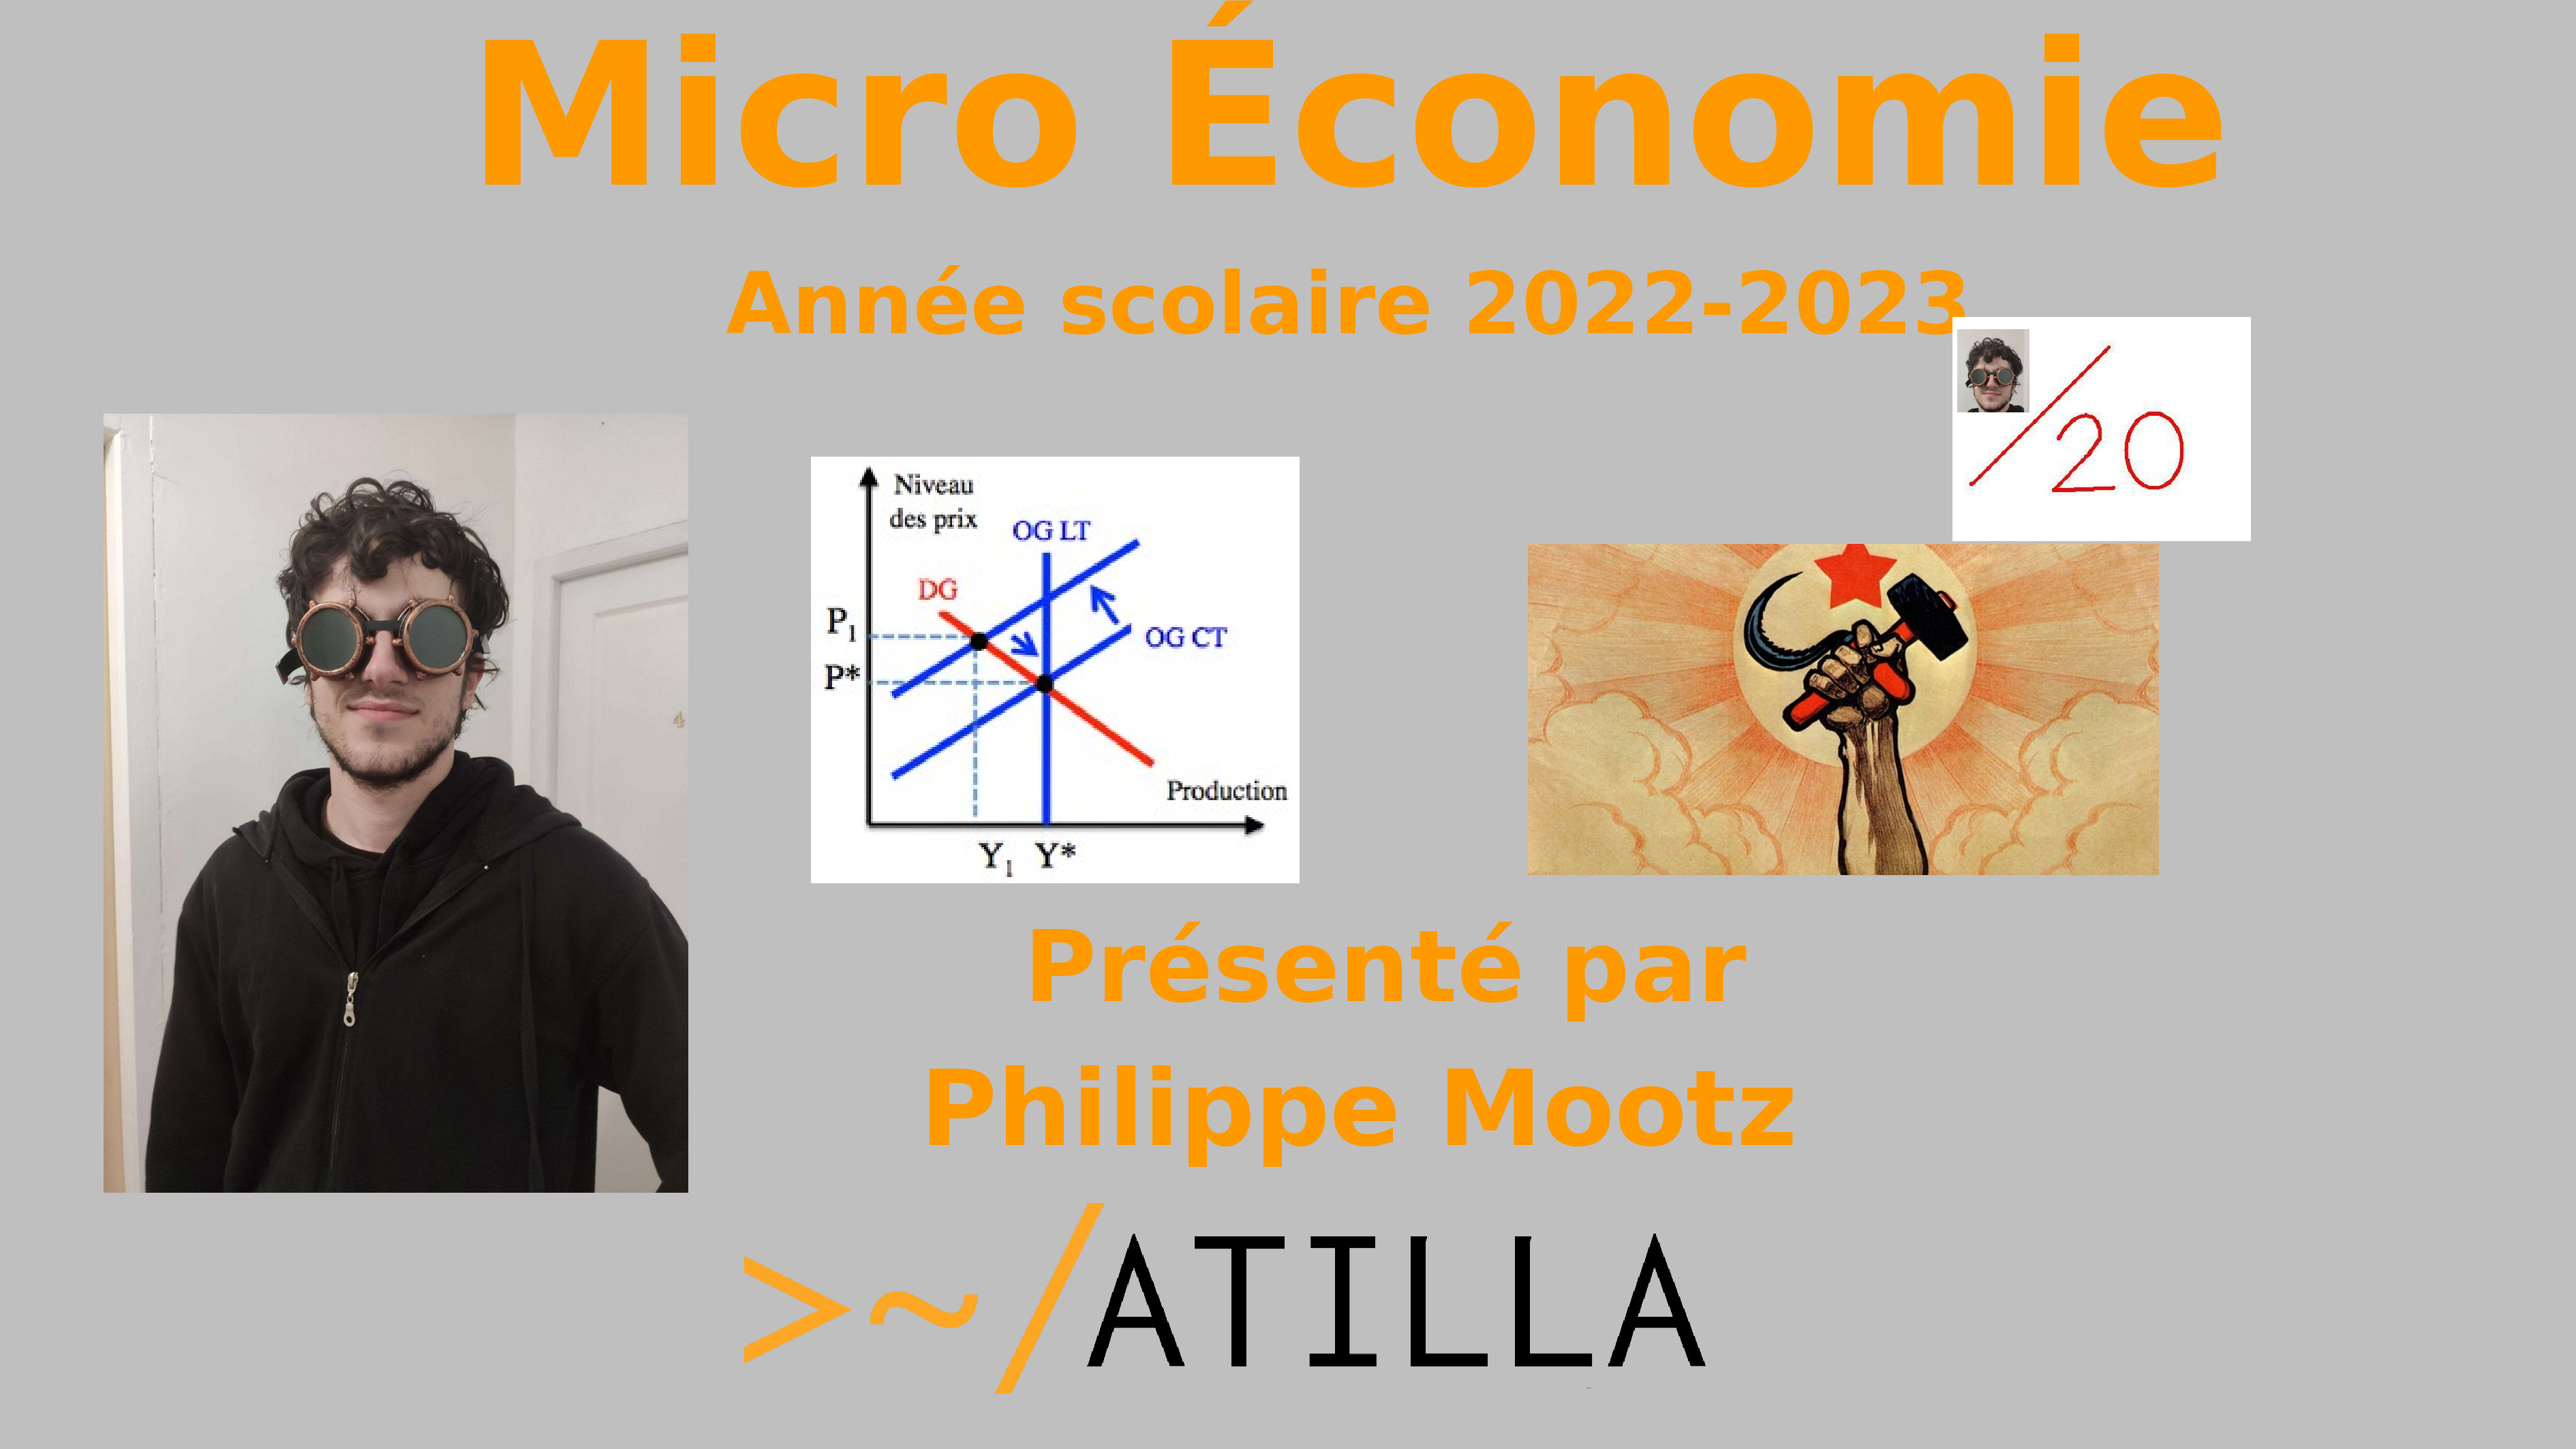 Micro Économie
Année scolaire 2022-2023
/20
Niveau
des prix
OG LT
DG
P1
OG CT
P*
Production
Y1 Y*
Présenté par
Philippe Mootz
>~/ATILLA